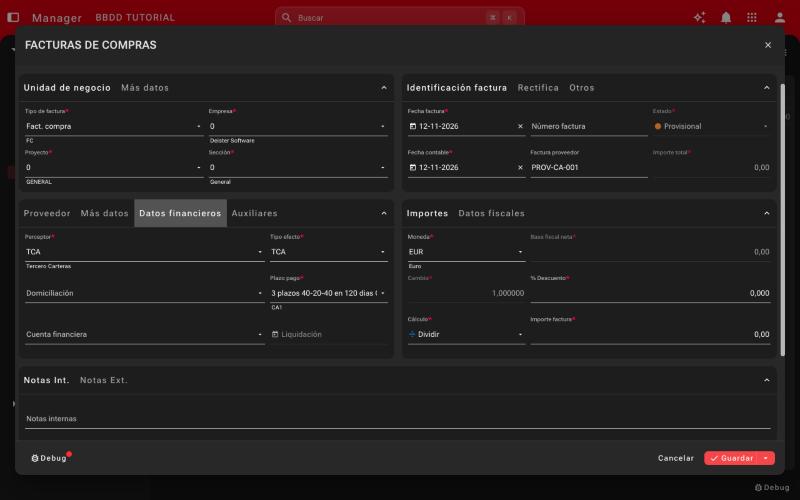 Manager BBDD TUTORIAL Buscar ⌘ K
FACTURAS DE COMPRAS
Unidad de negocio Más datos
Tipo de factura*
Fact. compra
FC
Empresa*
0
Deister Software
Proyecto*
0
GENERAL
Sección*
0
General
Identificación factura Rectifica Otros
Fecha factura*
12-11-2026
Número factura
Estado*
Provisional
Fecha contable*
12-11-2026
Factura proveedor
PROV-CA-001
Importe total*
0,00
Proveedor Más datos Datos financieros Auxiliares
Perceptor*
TCA
Tercero Carteras
Tipo efecto*
TCA
Domiciliación
Plazo pago*
3 plazos 40-20-40 en 120 dias (
CA1
Cuenta financiera
Liquidación
Importes Datos fiscales
Moneda*
EUR
Euro
Base fiscal neta*
0,00
Cambio*
1,000000
% Descuento*
0,000
Cálculo*
Dividir
Importe factura*
0,00
Notas Int. Notas Ext.
Notas internas
Debug
Cancelar Guardar
Debug